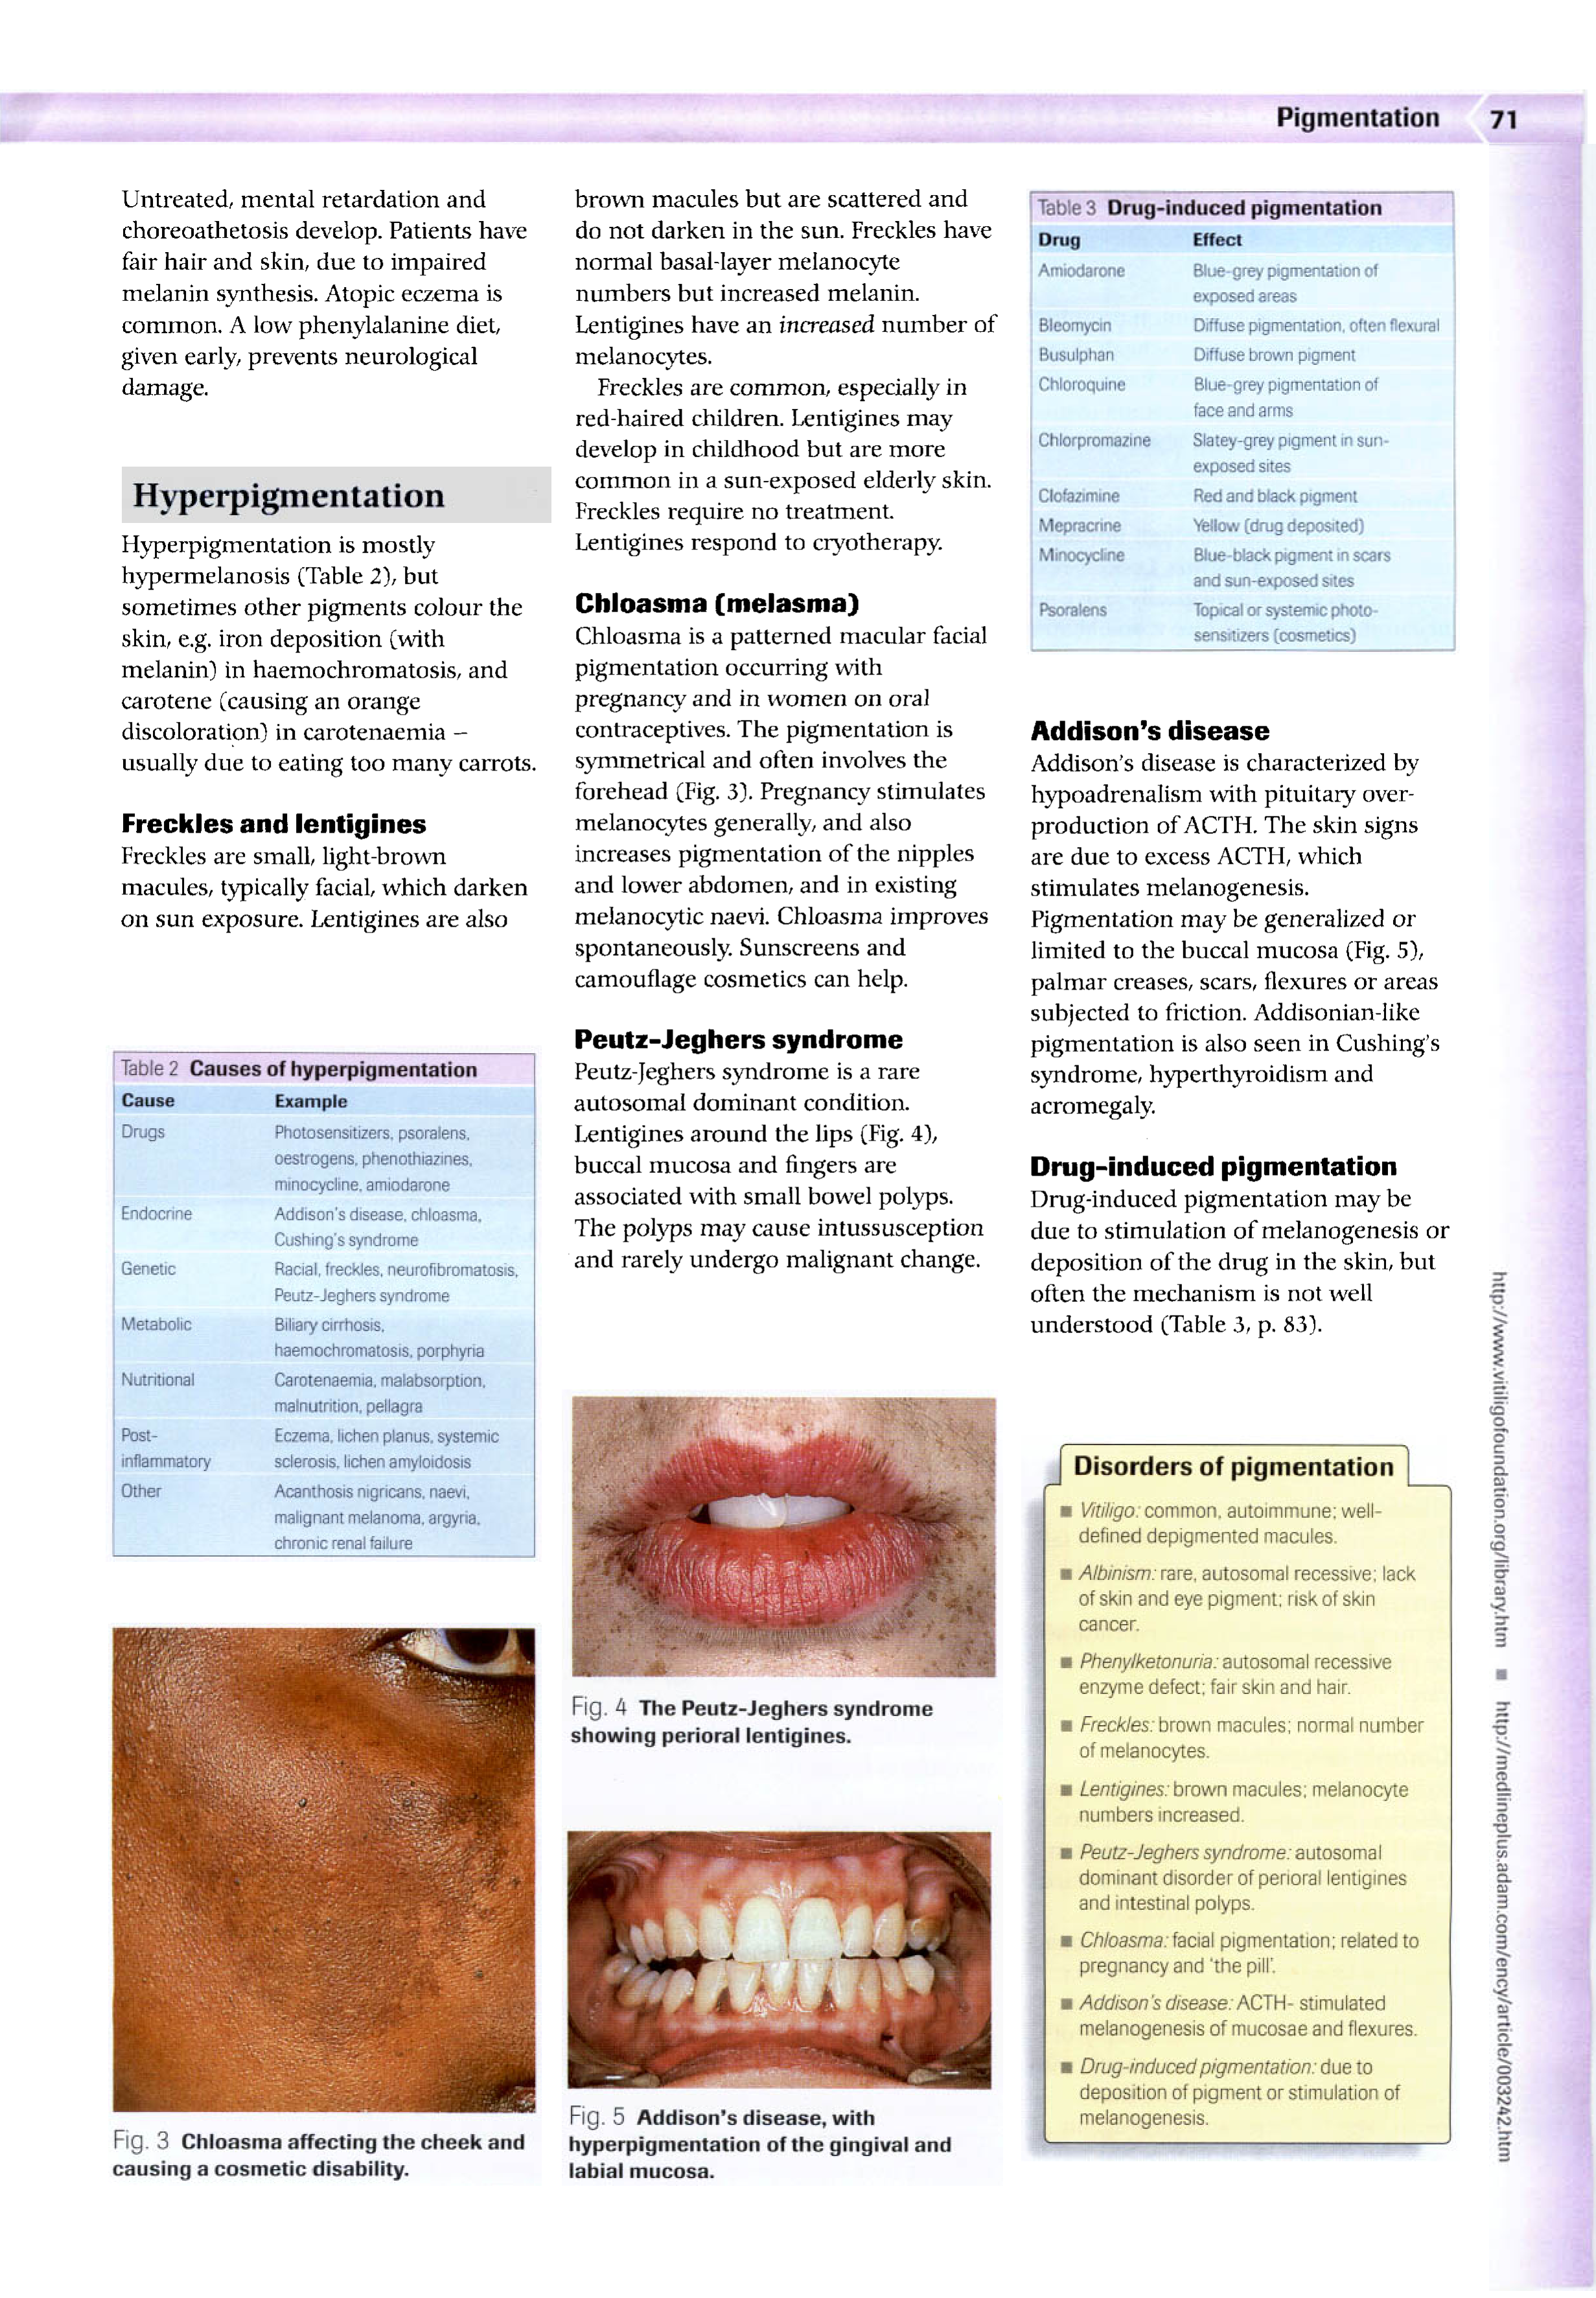 Pigmentation 71
Untreated, mental retardation and
choreoathetosis develop. Patients have
fair hair and skin, due to impaired
melanin synthesis. Atopic eczema is
common. A low phenylalanine diet,
given early, prevents neurological
damage.
Hyperpigmentation
Hyperpigmentation is mostly
hypermelanosis (Table 2), but
sometimes other pigments colour the
skin, e.g. iron deposition (with
melanin) in haemochromatosis, and
carotene (causing an orange
discoloration) in carotenaemia –
usually due to eating too many carrots.
Freckles and lentigines
Freckles are small, light-brown
macules, typically facial, which darken
on sun exposure. Lentigines are also
Table 2 Causes of hyperpigmentation
Cause Example
Drugs Photosensitizers, psoralens,
oestrogens, phenothiazines,
minocycline, amiodarone
Endocrine Addison's disease, chloasma,
Cushing's syndrome
Genetic Racial, freckles, neurofibromatosis,
Peutz-Jeghers syndrome
Metabolic Biliary cirrhosis,
haemochromatosis, porphyria
Nutritional Carotenaemia, malabsorption,
malnutrition, pellagra
Post- Eczema, lichen planus, systemic
inflammatory sclerosis, lichen amyloidosis
Other Acanthosis nigricans, naevi,
malignant melanoma, argyria,
chronic renal failure
Fig. 3 Chloasma affecting the cheek and
causing a cosmetic disability.
brown macules but are scattered and
do not darken in the sun. Freckles have
normal basal-layer melanocyte
numbers but increased melanin.
Lentigines have an increased number of
melanocytes.
Freckles are common, especially in
red-haired children. Lentigines may
develop in childhood but are more
common in a sun-exposed elderly skin.
Freckles require no treatment.
Lentigines respond to cryotherapy.
Chloasma (melasma)
Chloasma is a patterned macular facial
pigmentation occurring with
pregnancy and in women on oral
contraceptives. The pigmentation is
symmetrical and often involves the
forehead (Fig. 3). Pregnancy stimulates
melanocytes generally, and also
increases pigmentation of the nipples
and lower abdomen, and in existing
melanocytic naevi. Chloasma improves
spontaneously. Sunscreens and
camouflage cosmetics can help.
Peutz-Jeghers syndrome
Peutz-Jeghers syndrome is a rare
autosomal dominant condition.
Lentigines around the lips (Fig. 4),
buccal mucosa and fingers are
associated with small bowel polyps.
The polyps may cause intussusception
and rarely undergo malignant change.
Fig. 4 The Peutz-Jeghers syndrome
showing perioral lentigines.
Fig. 5 Addison's disease, with
hyperpigmentation of the gingival and
labial mucosa.
Table 3 Drug-induced pigmentation
Drug Effect
Amiodarone Blue-grey pigmentation of
exposed areas
Bleomycin Diffuse pigmentation, often flexural
Busulphan Diffuse brown pigment
Chloroquine Blue-grey pigmentation of
face and arms
Chlorpromazine Slatey-grey pigment in sun-
exposed sites
Clofazimine Red and black pigment
Mepracrine Yellow (drug deposited)
Minocycline Blue-black pigment in scars
and sun-exposed sites
Psoralens Topical or systemic photo-
sensitizers (cosmetics)
Addison's disease
Addison's disease is characterized by
hypoadrenalism with pituitary over-
production of ACTH. The skin signs
are due to excess ACTH, which
stimulates melanogenesis.
Pigmentation may be generalized or
limited to the buccal mucosa (Fig. 5),
palmar creases, scars, flexures or areas
subjected to friction. Addisonian-like
pigmentation is also seen in Cushing's
syndrome, hyperthyroidism and
acromegaly.
Drug-induced pigmentation
Drug-induced pigmentation may be
due to stimulation of melanogenesis or
deposition of the drug in the skin, but
often the mechanism is not well
understood (Table 3, p. 83).
Disorders of pigmentation
■ Vitiligo: common, autoimmune; well-
defined depigmented macules.
■ Albinism: rare, autosomal recessive; lack
of skin and eye pigment; risk of skin
cancer.
■ Phenylketonuria: autosomal recessive
enzyme defect; fair skin and hair.
■ Freckles: brown macules; normal number
of melanocytes.
■ Lentigines: brown macules; melanocyte
numbers increased.
■ Peutz-Jeghers syndrome: autosomal
dominant disorder of perioral lentigines
and intestinal polyps.
■ Chloasma: facial pigmentation; related to
pregnancy and 'the pill'.
■ Addison's disease: ACTH- stimulated
melanogenesis of mucosae and flexures.
■ Drug-induced pigmentation: due to
deposition of pigment or stimulation of
melanogenesis.
http://www.vitiligofoundation.org/library.htm ■ http://medlineplus.adam.com/ency/article/003242.htm